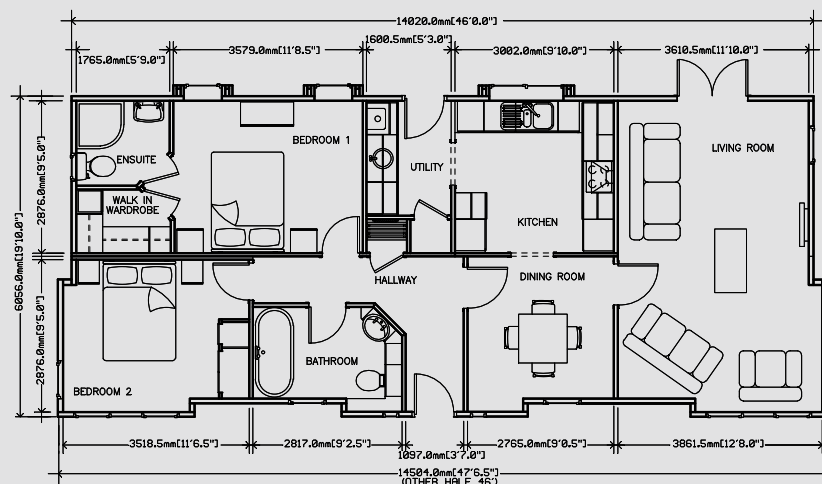 14020.0mm[46'0.0"]
1600.5mm[5'3.0"]
3579.0mm[11'8.5"]
3002.0mm[9'10.0"]
3610.5mm[11'10.0"]
1765.0mm[5'9.0"]
BEDROOM 1
LIVING ROOM
ENSUITE
UTILITY
WALK IN
WARDROBE
KITCHEN
2876.0mm[9'5.0"]
6056.0mm[19'10.0"]
HALLWAY
DINING ROOM
2876.0mm[9'5.0"]
BATHROOM
BEDROOM 2
3518.5mm[11'6.5"]
2817.0mm[9'2.5"]
2765.0mm[9'0.5"]
3861.5mm[12'8.0"]
1097.0mm[3'7.0"]
14504.0mm[47'6.5"]
(OTHER HALF 46')